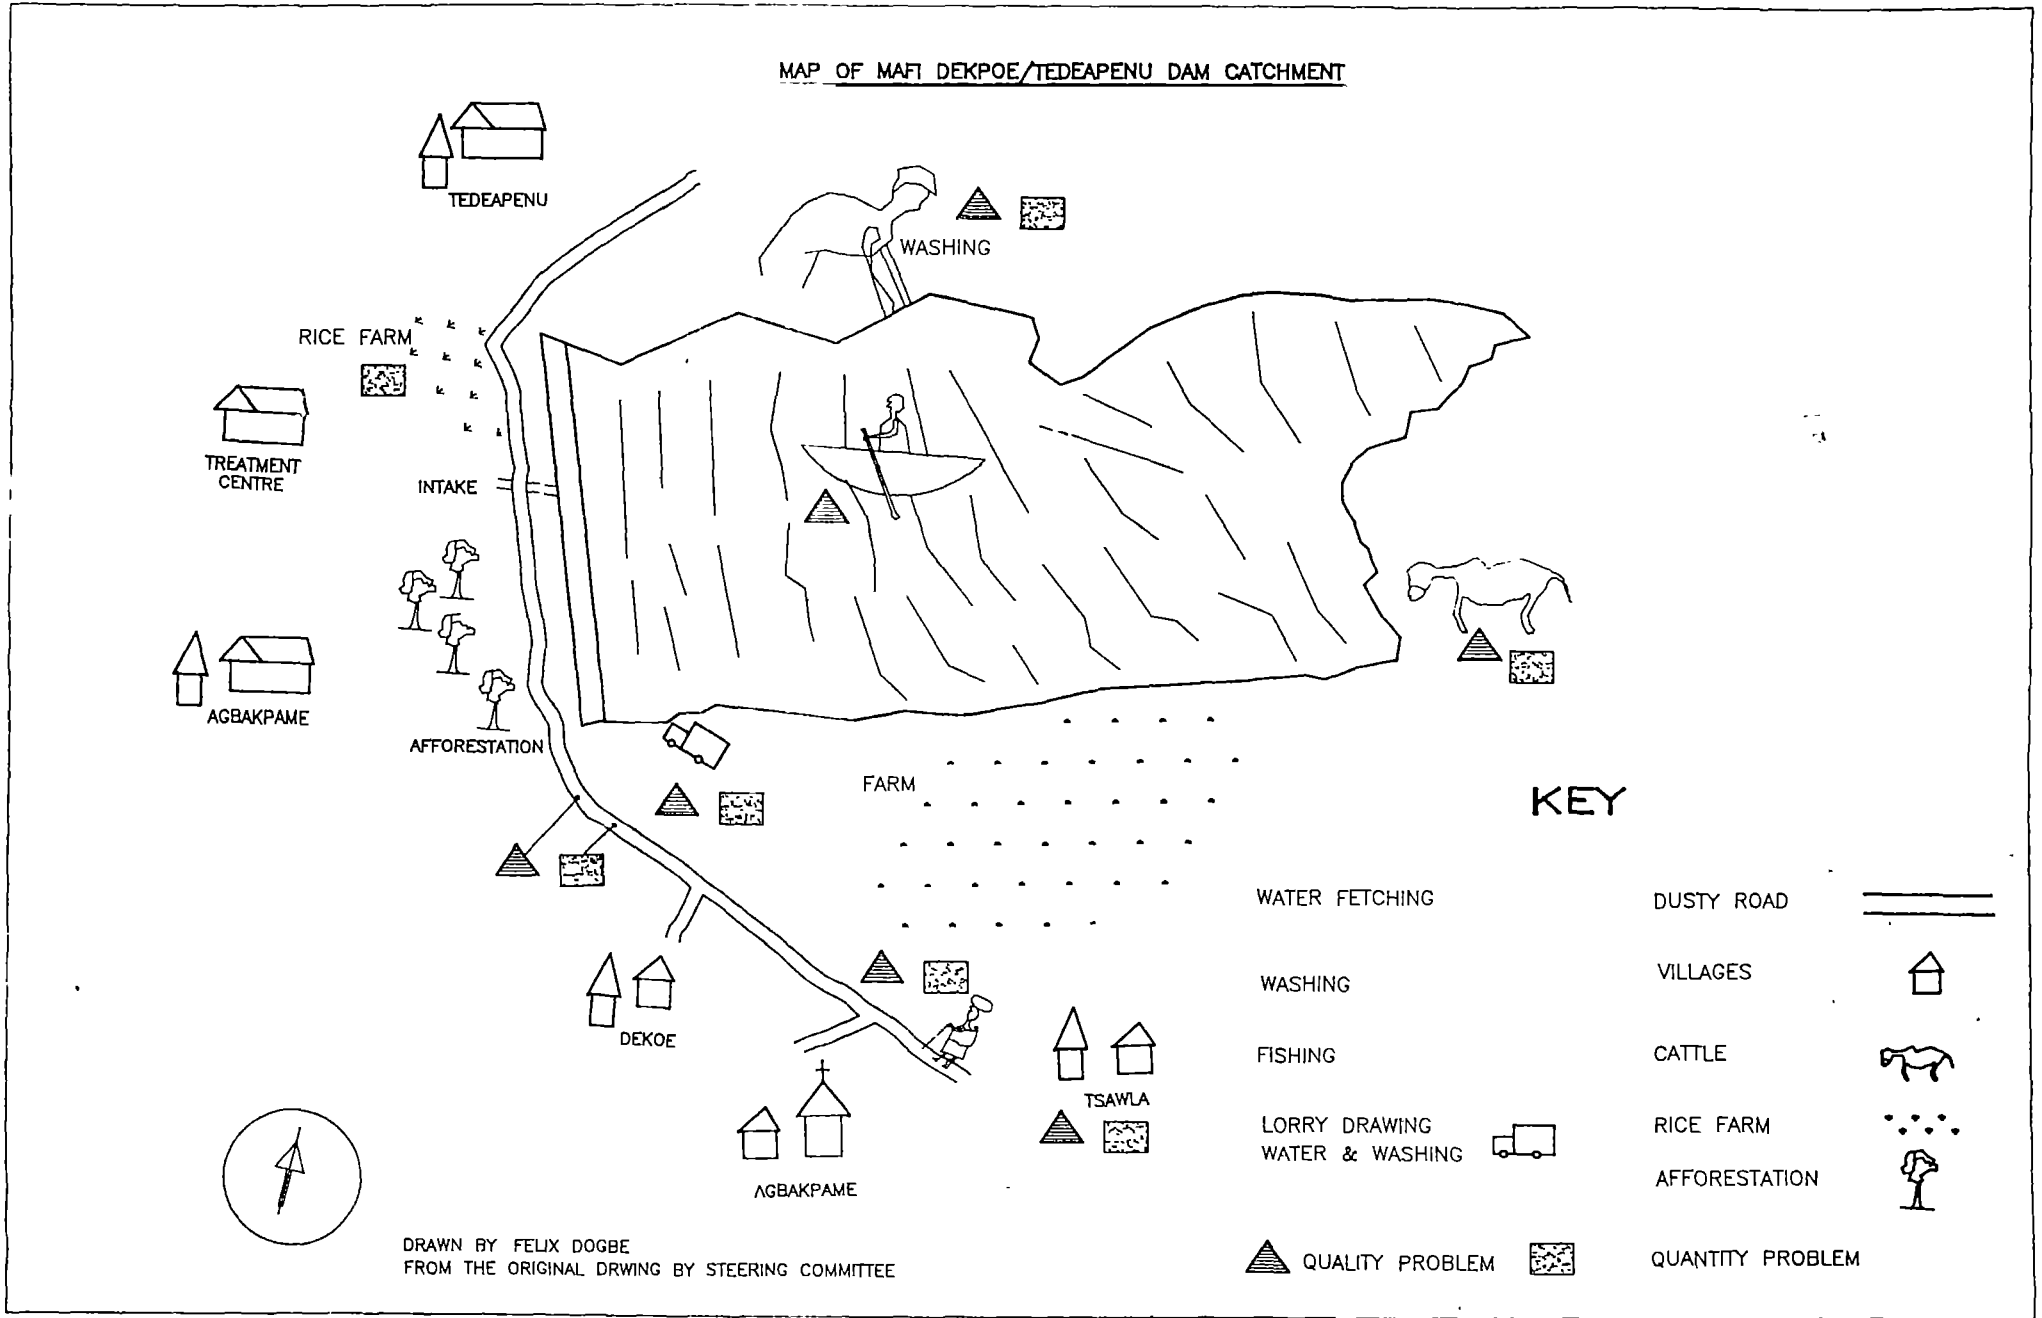 MAP OF MAFI DEKPOE/TEDEAPENU DAM CATCHMENT
TEDEAPENU
WASHING
RICE FARM
TREATMENT
CENTRE
INTAKE
AGBAKPAME
AFFORESTATION
FARM
DEKOE
AGBAKPAME
TSAWLA
KEY
WATER FETCHING
WASHING
FISHING
LORRY DRAWING
WATER & WASHING
DUSTY ROAD
VILLAGES
CATTLE
RICE FARM
AFFORESTATION
QUALITY PROBLEM
QUANTITY PROBLEM
DRAWN BY FELIX DOGBE
FROM THE ORIGINAL DRWING BY STEERING COMMITTEE